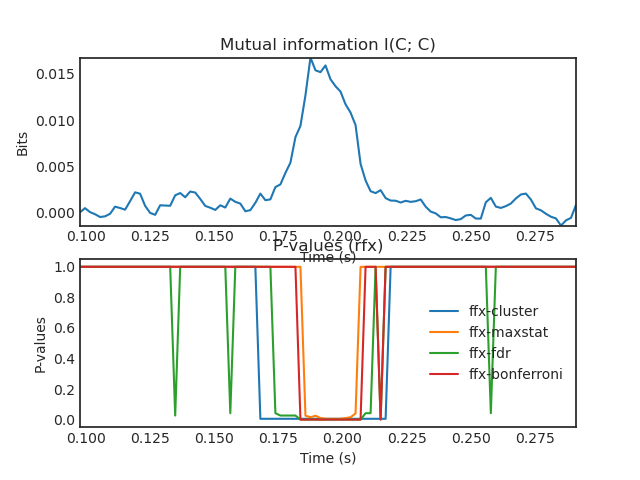 Mutual information I(C; C)
0.015
0.010
0.005
0.000
Bits
0.100 0.125 0.150 0.175 0.200 0.225 0.250 0.275
Time (s)
P-values (rfx)
1.0
0.8
0.6
0.4
0.2
0.0
P-values
ffx-cluster
ffx-maxstat
ffx-fdr
ffx-bonferroni
0.100 0.125 0.150 0.175 0.200 0.225 0.250 0.275
Time (s)